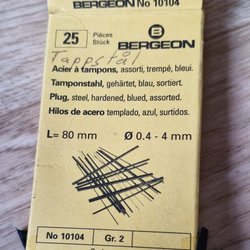 BERGEON No 10104
25 Pièces
Stück
B
BERGEON
Tappstål
Acier à tampons, assorti, trempé, bleui.
Tamponstahl, gehärtet, blau, sortiert.
Plug, steel, hardened, blued, assorted.
Hilos de acero templado, azul, surtidos.
L= 80 mm Ø 0.4 - 4 mm
No 10104 Gr. 2